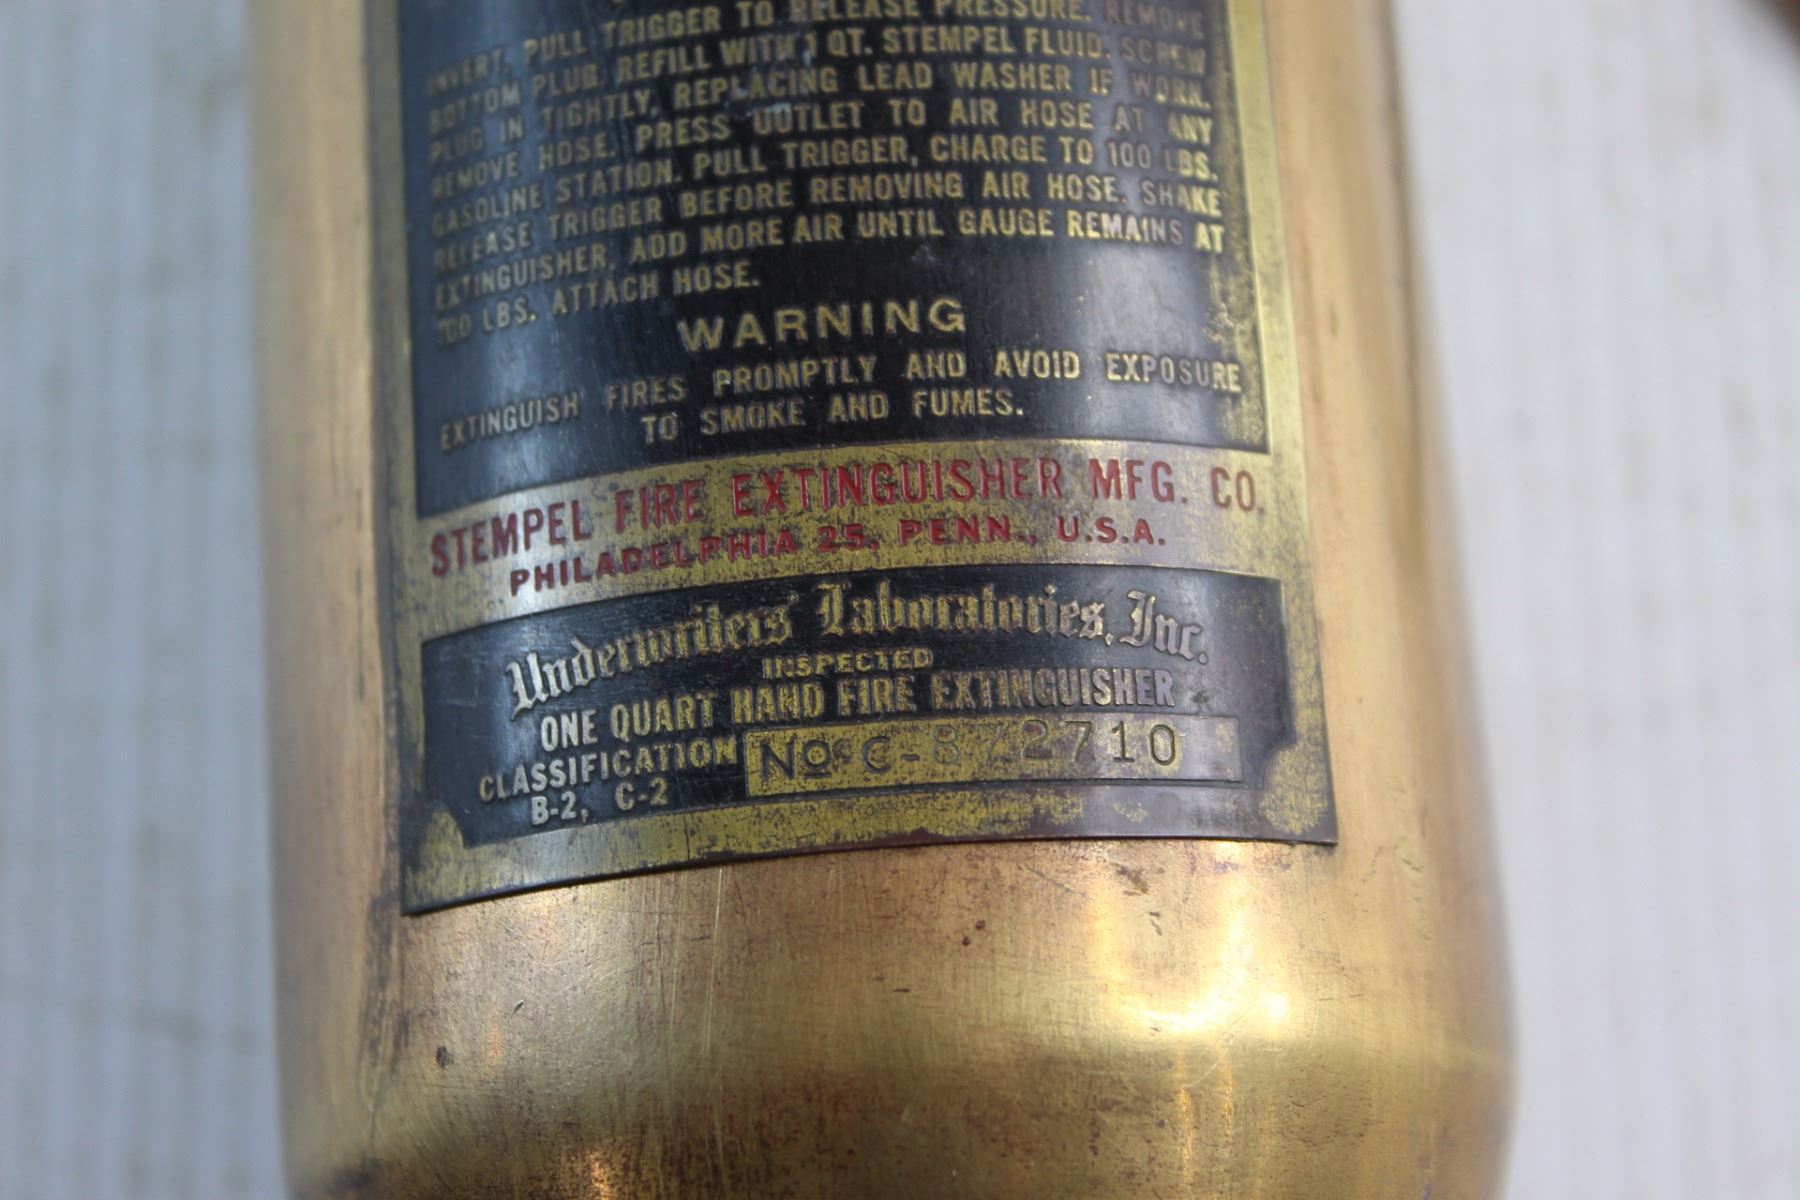 INVERT, PULL TRIGGER TO RELEASE PRESSURE. REMOVE
BOTTOM PLUG, REFILL WITH 1 QT. STEMPEL FLUID. SCREW
PLUG IN TIGHTLY, REPLACING LEAD WASHER IF WORN.
REMOVE HOSE. PRESS OUTLET TO AIR HOSE AT ANY
GASOLINE STATION. PULL TRIGGER, CHARGE TO 100 LBS.
RELEASE TRIGGER BEFORE REMOVING AIR HOSE. SHAKE
EXTINGUISHER, ADD MORE AIR UNTIL GAUGE REMAINS AT
100 LBS. ATTACH HOSE.
WARNING
EXTINGUISH FIRES PROMPTLY AND AVOID EXPOSURE
TO SMOKE AND FUMES.
STEMPEL FIRE EXTINGUISHER MFG. CO.
PHILADELPHIA 25, PENN., U.S.A.
Underwriters' Laboratories, Inc.
INSPECTED
ONE QUART HAND FIRE EXTINGUISHER
CLASSIFICATION No C-872710
B-2, C-2